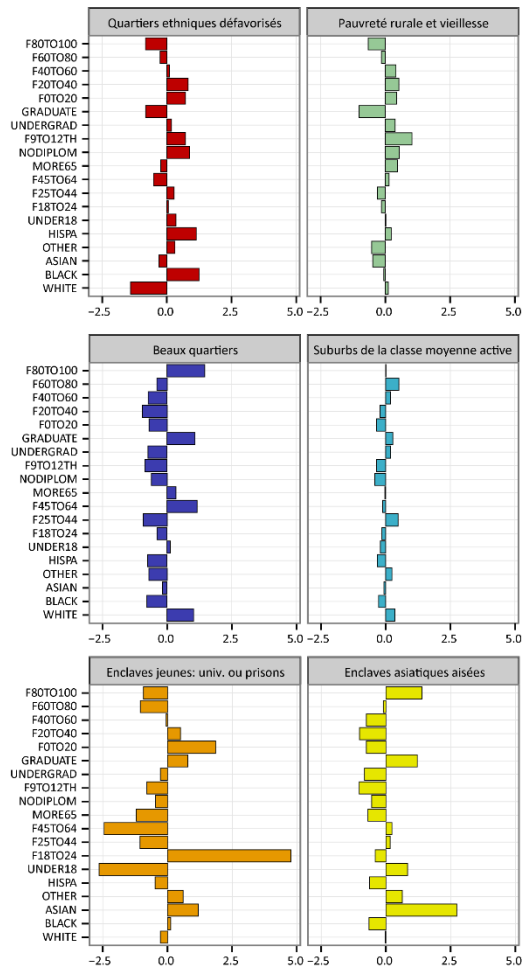 Quartiers ethniques défavorisés
Pauvreté rurale et vieillesse
F80TO100
F60TO80
F40TO60
F20TO40
F0TO20
GRADUATE
UNDERGRAD
F9TO12TH
NODIPLOM
MORE65
F45TO64
F25TO44
F18TO24
UNDER18
HISPA
OTHER
ASIAN
BLACK
WHITE
−2.5 0.0 2.5 5.0
−2.5 0.0 2.5 5.0
Beaux quartiers
Suburbs de la classe moyenne active
F80TO100
F60TO80
F40TO60
F20TO40
F0TO20
GRADUATE
UNDERGRAD
F9TO12TH
NODIPLOM
MORE65
F45TO64
F25TO44
F18TO24
UNDER18
HISPA
OTHER
ASIAN
BLACK
WHITE
−2.5 0.0 2.5 5.0
−2.5 0.0 2.5 5.0
Enclaves jeunes: univ. ou prisons
Enclaves asiatiques aisées
F80TO100
F60TO80
F40TO60
F20TO40
F0TO20
GRADUATE
UNDERGRAD
F9TO12TH
NODIPLOM
MORE65
F45TO64
F25TO44
F18TO24
UNDER18
HISPA
OTHER
ASIAN
BLACK
WHITE
−2.5 0.0 2.5 5.0
−2.5 0.0 2.5 5.0